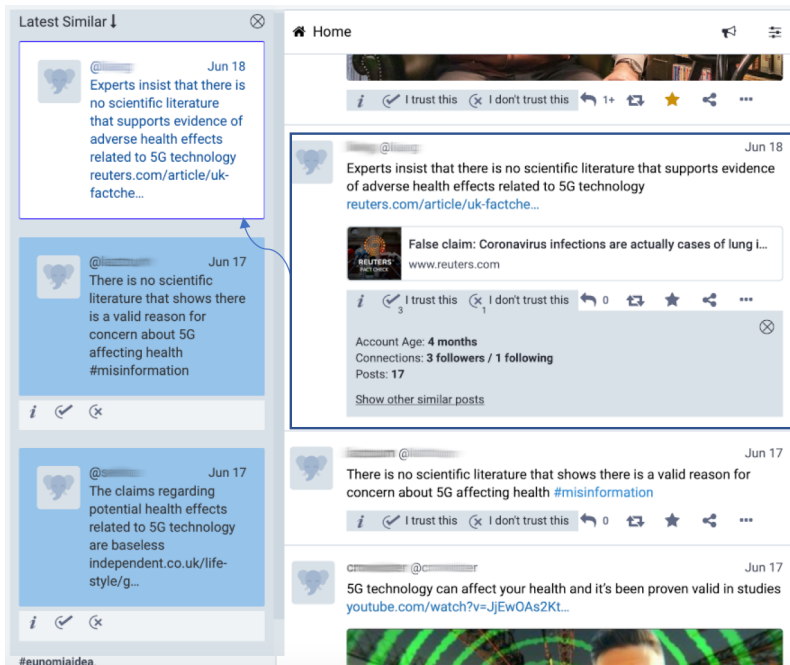 Latest Similar
Jun 18
Experts insist that there is
no scientific literature
that supports evidence of
adverse health effects
related to 5G technology
reuters.com/article/uk-
factche…
@
Jun 17
There is no scientific
literature that shows there
is a valid reason for
concern about 5G
affecting health
#misinformation
i
Jun 17
The claims regarding
potential health effects
related to 5G technology
are baseless
independent.co.uk/life-
style/g…
i
#eunomiaidea
Home
i I trust this I don't trust this 1+
Jun 18
Experts insist that there is no scientific literature that supports evidence
of adverse health effects related to 5G technology
reuters.com/article/uk-factche…
REUTERS
FACT CHECK
False claim: Coronavirus infections are actually cases of lung i…
www.reuters.com
i 3 I trust this 1 I don't trust this 0
Account Age: 4 months
Connections: 3 followers / 1 following
Posts: 17
Show other similar posts
Jun 17
There is no scientific literature that shows there is a valid reason for
concern about 5G affecting health #misinformation
i I trust this I don't trust this 0
Jun 17
5G technology can affect your health and it's been proven valid in studies
youtube.com/watch?v=JjEwOAs2Kt…